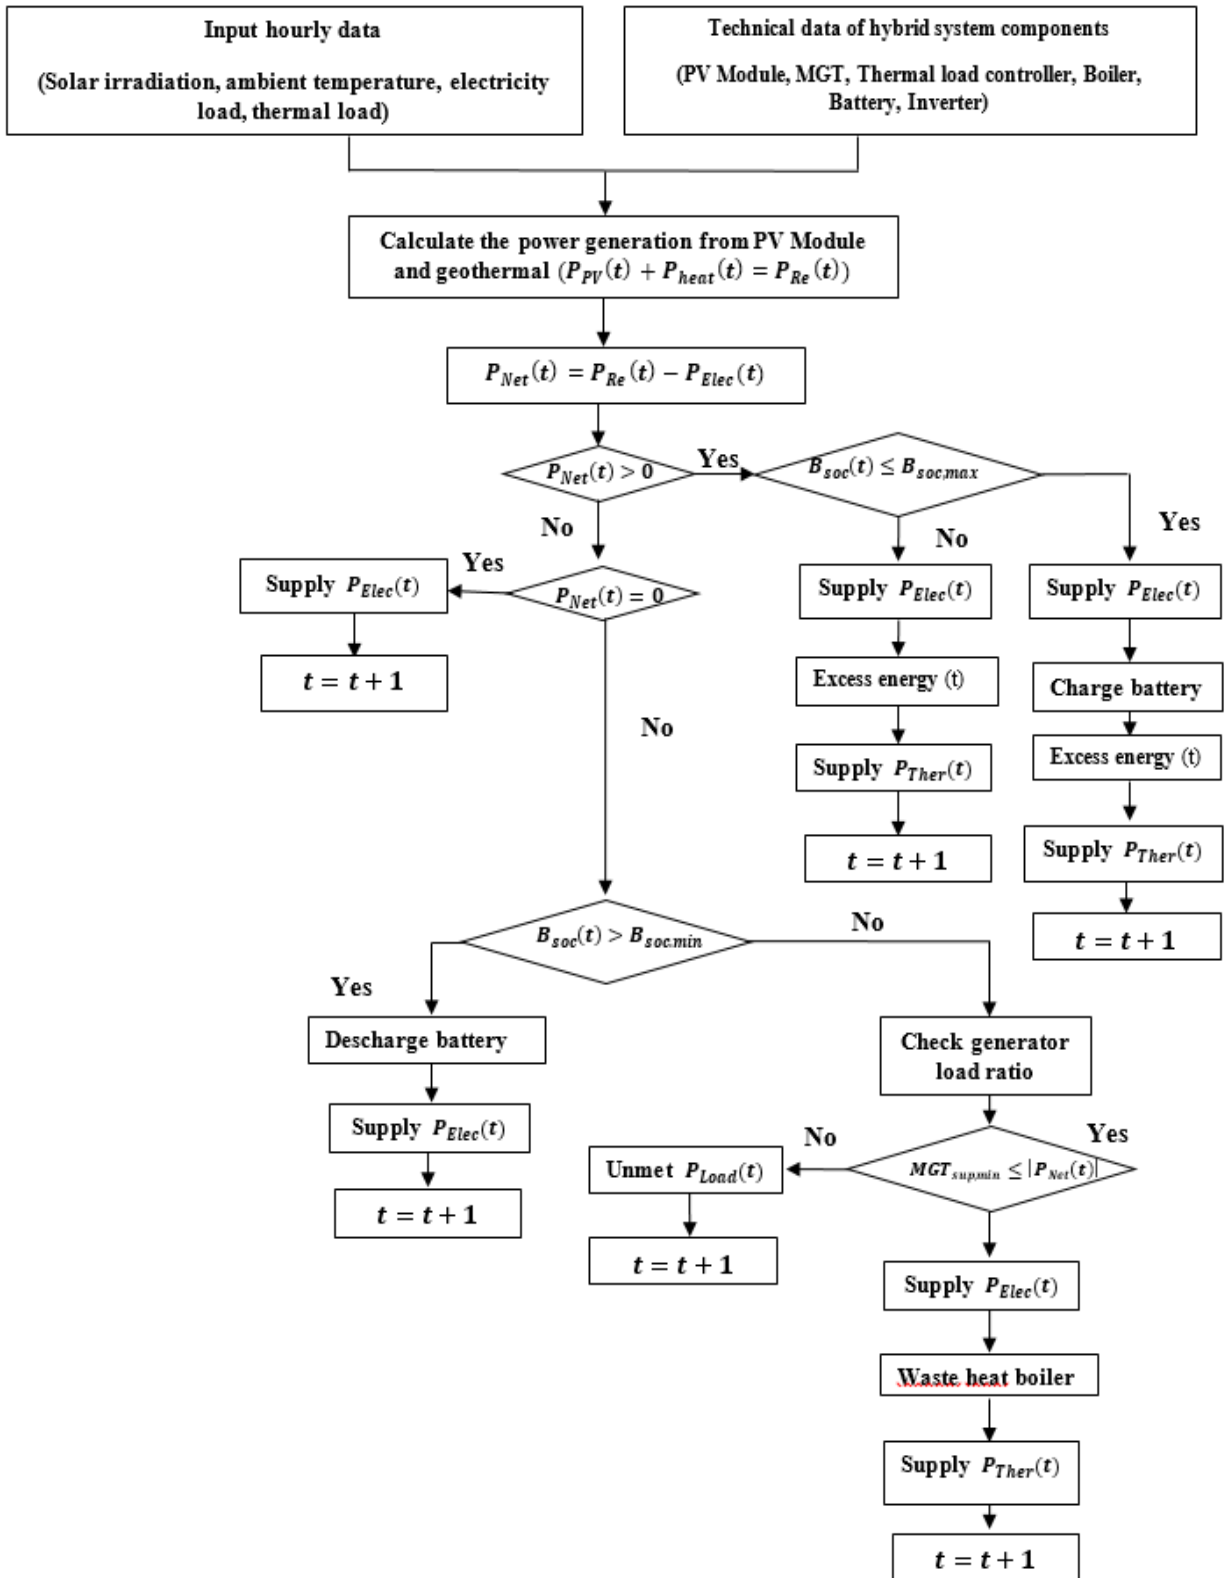 Input hourly data
(Solar irradiation, ambient temperature, electricity
load, thermal load)
Technical data of hybrid system components
(PV Module, MGT, Thermal load controller, Boiler,
Battery, Inverter)
Calculate the power generation from PV Module
and geothermal (P_PV(t) + P_heat(t) = P_Re(t))
P_Net(t) = P_Re(t) − P_Elec(t)
P_Net(t) > 0
Yes
B_soc(t) ≤ B_soc,max
No
Yes
No
Yes
Supply P_Elec(t)
P_Net(t) = 0
Supply P_Elec(t)
Supply P_Elec(t)
t = t + 1
Excess energy (t)
Charge battery
No
Supply P_Ther(t)
Excess energy (t)
t = t + 1
Supply P_Ther(t)
t = t + 1
B_soc(t) > B_soc.min
No
Yes
Descharge battery
Check generator
load ratio
Supply P_Elec(t)
t = t + 1
No
Yes
Unmet P_Load(t)
MGT_sup,min ≤ |P_Net(t)|
t = t + 1
Supply P_Elec(t)
Waste heat boiler
Supply P_Ther(t)
t = t + 1